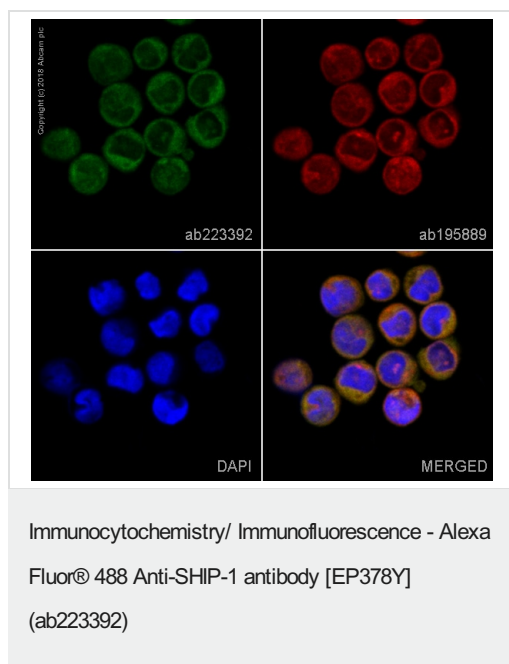 Copyright (c) 2018 Abcam plc
ab223392
ab195889
DAPI
MERGED
Immunocytochemistry/ Immunofluorescence - Alexa
Fluor® 488 Anti-SHIP-1 antibody [EP378Y]
(ab223392)